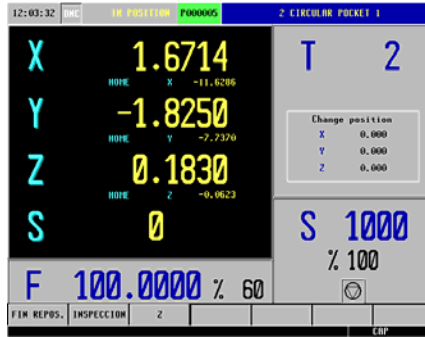 12:03:32 DNC IN POSITION P000005 2 CIRCULAR POCKET 1
X 1.6714
HOME X -11.6286
Y -1.8250
HOME Y -7.7370
Z 0.1830
HOME Z -0.0623
S 0
T 2
Change position
X 0.000
Y 0.000
Z 0.000
S 1000
% 100
F 100.0000 % 60
FIN REPOS. INSPECCION Z
CAP